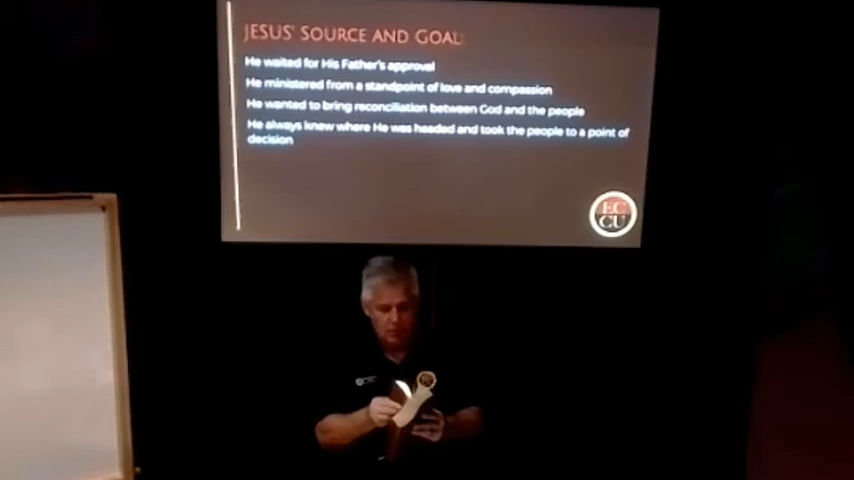 JESUS' SOURCE AND GOAL:
He waited for His Father's approval
He ministered from a standpoint of love and compassion
He wanted to bring reconciliation between God and the people
He always knew where He was headed and took the people to a point of
decision
EC
CU